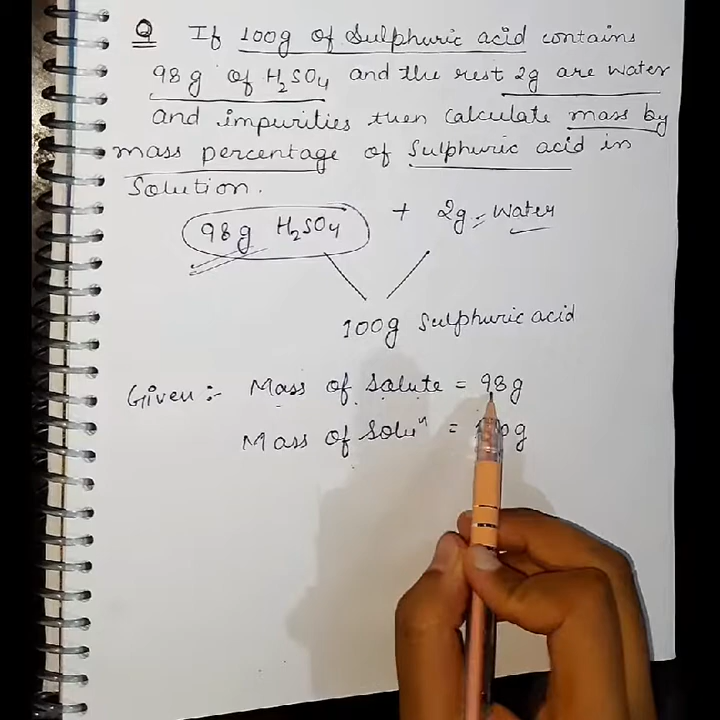 Q If 100g of Sulphuric acid contains
98g of H₂SO₄ and the rest 2g are water
and impurities then calculate mass by
mass percentage of Sulphuric acid in
Solution.
98g H₂SO₄ + 2g = Water
100g Sulphuric acid
Given :- Mass of Solute = 98g
Mass of Soluⁿ =